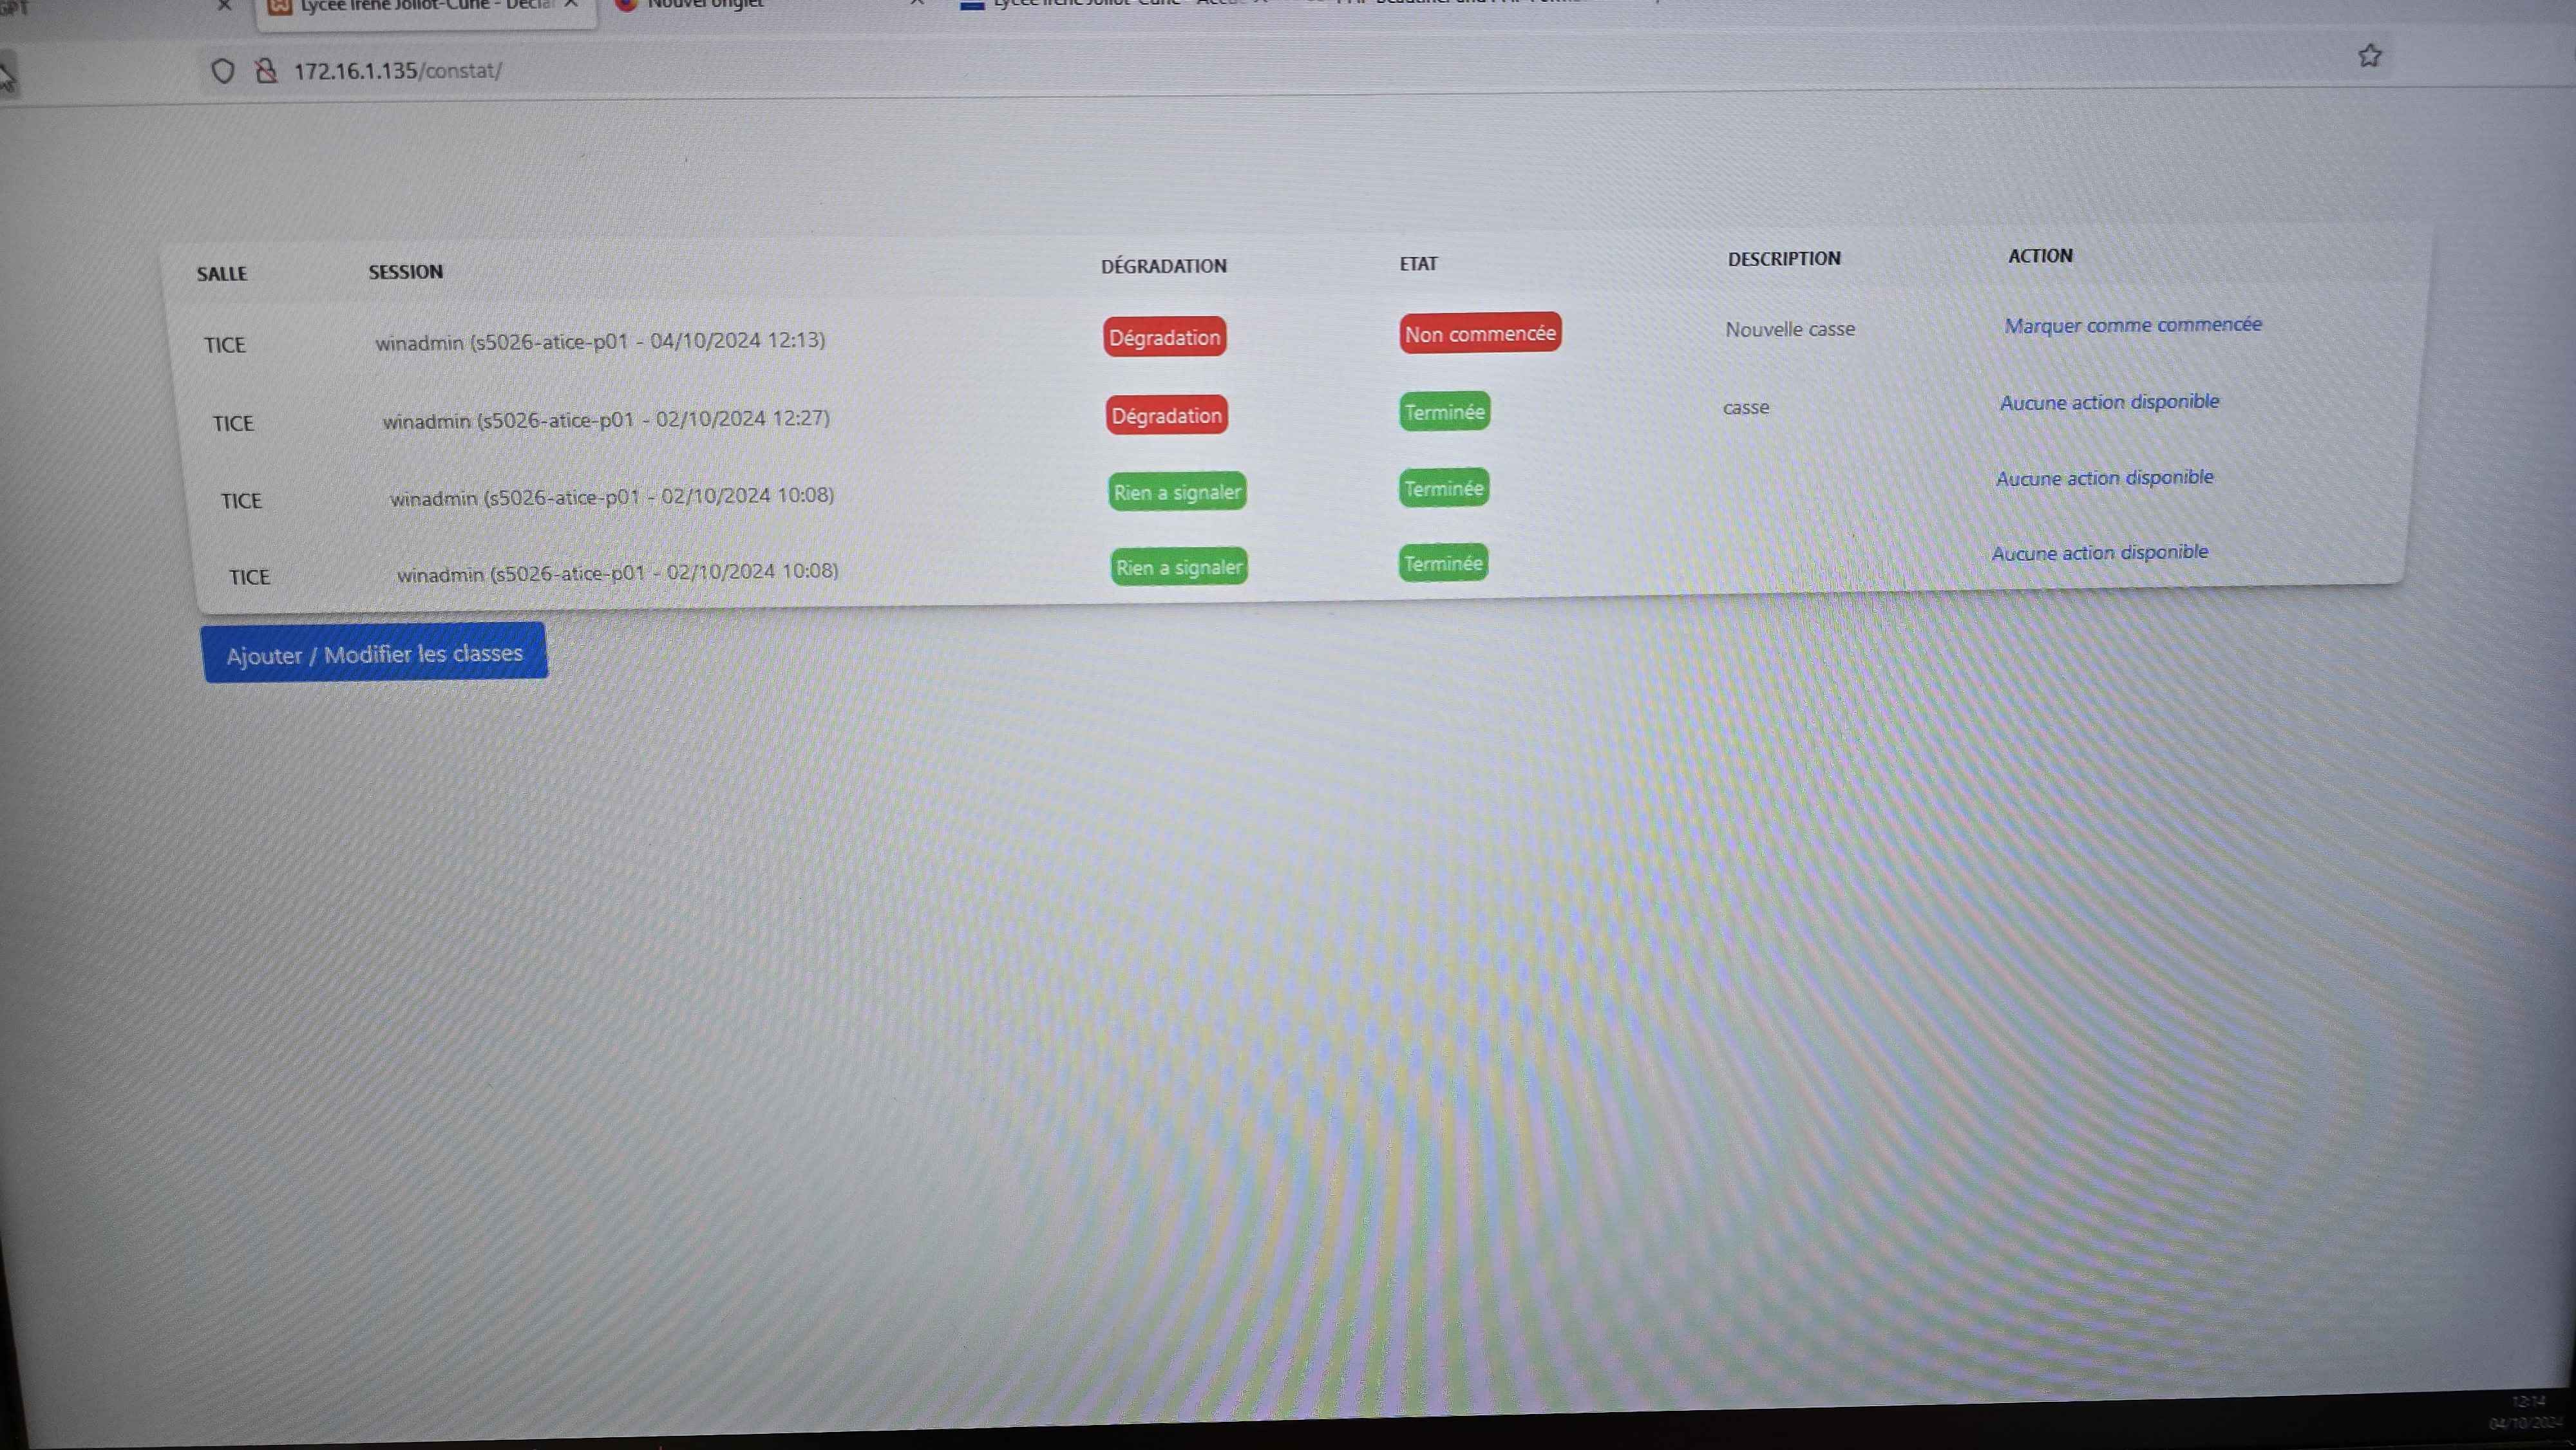 GPT
Lycée Irène Joliot-Curie - Décla
Nouvel onglet
Lycée Irène Joliot-Curie - Accue
172.16.1.135/constat/
SALLE SESSION DÉGRADATION ETAT DESCRIPTION ACTION
TICE winadmin (s5026-atice-p01 - 04/10/2024 12:13) Dégradation Non commencée Nouvelle casse Marquer comme commencée
TICE winadmin (s5026-atice-p01 - 02/10/2024 12:27) Dégradation Terminée casse Aucune action disponible
TICE winadmin (s5026-atice-p01 - 02/10/2024 10:08) Rien a signaler Terminée Aucune action disponible
TICE winadmin (s5026-atice-p01 - 02/10/2024 10:08) Rien a signaler Terminée Aucune action disponible
Ajouter / Modifier les classes
12:14
04/10/2024